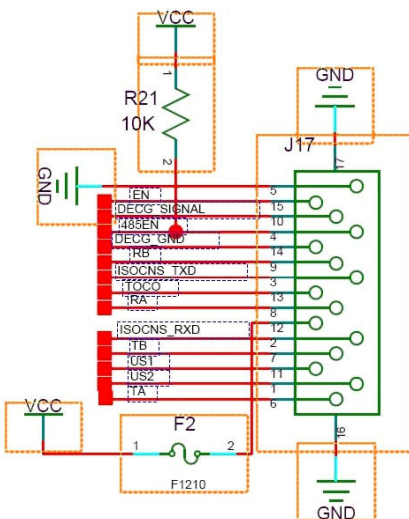 VCC
1
R21
10K
2
GND
J17
17
GND
5
EN
15
DECG_SIGNAL
10
485EN
4
DECG_GND
14
RB
9
ISOCNS_TXD
3
TOCO
13
RA
8
12
ISOCNS_RXD
2
TB
7
US1
11
US2
1
TA
6
VCC
F2
1
2
F1210
16
GND